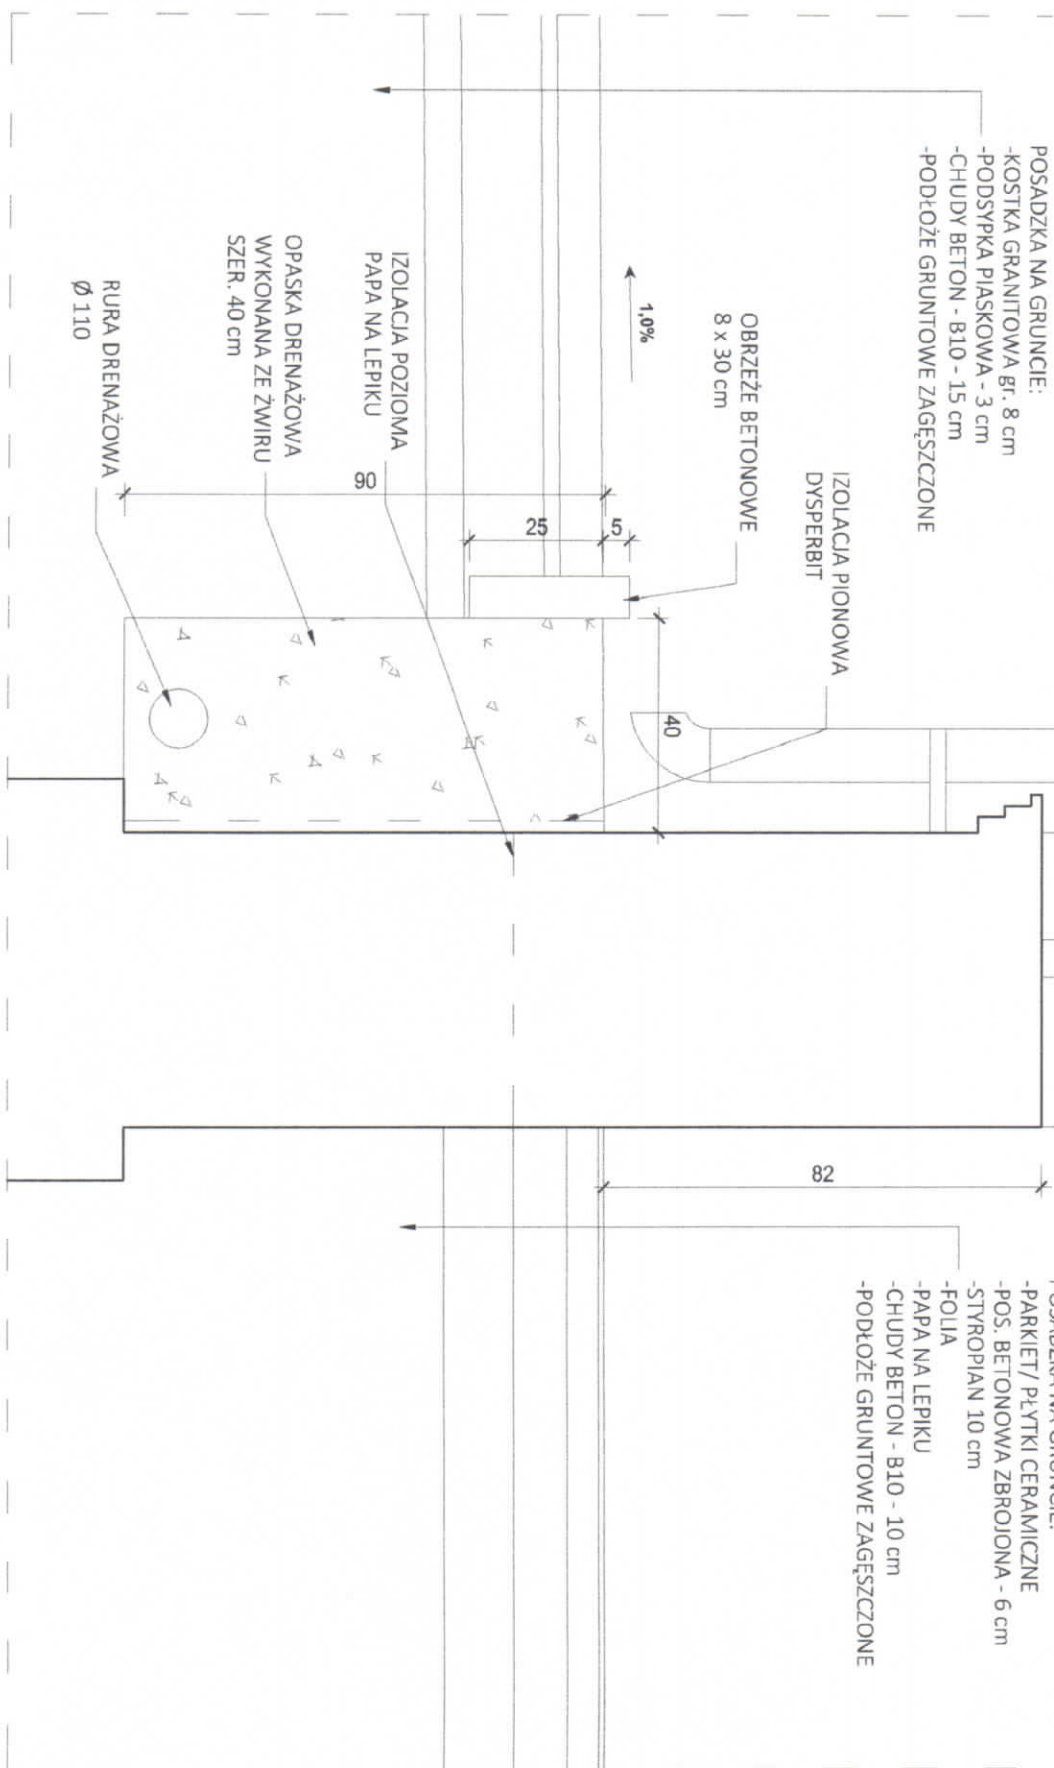 POSADZKA NA GRUNCIE:
-KOSTKA GRANITOWA gr. 8 cm
-PODSYPKA PIASKOWA - 3 cm
-CHUDY BETON - B10 - 15 cm
-PODŁOŻE GRUNTOWE ZAGĘSZCZONE
IZOLACJA PIONOWA
DYSPERBIT
OBRZEŻE BETONOWE
8 x 30 cm
1,0%
IZOLACJA POZIOMA
PAPA NA LEPIKU
OPASKA DRENAŻOWA
WYKONANA ZE ŻWIRU
SZER. 40 cm
RURA DRENAŻOWA
Ø 110
5
25
90
40
82
POSADZKA NA GRUNCIE:
-PARKIET/ PŁYTKI CERAMICZNE
-POS. BETONOWA ZBROJONA - 6 cm
-STYROPIAN 10 cm
-FOLIA
-PAPA NA LEPIKU
-CHUDY BETON - B10 - 10 cm
-PODŁOŻE GRUNTOWE ZAGĘSZCZONE